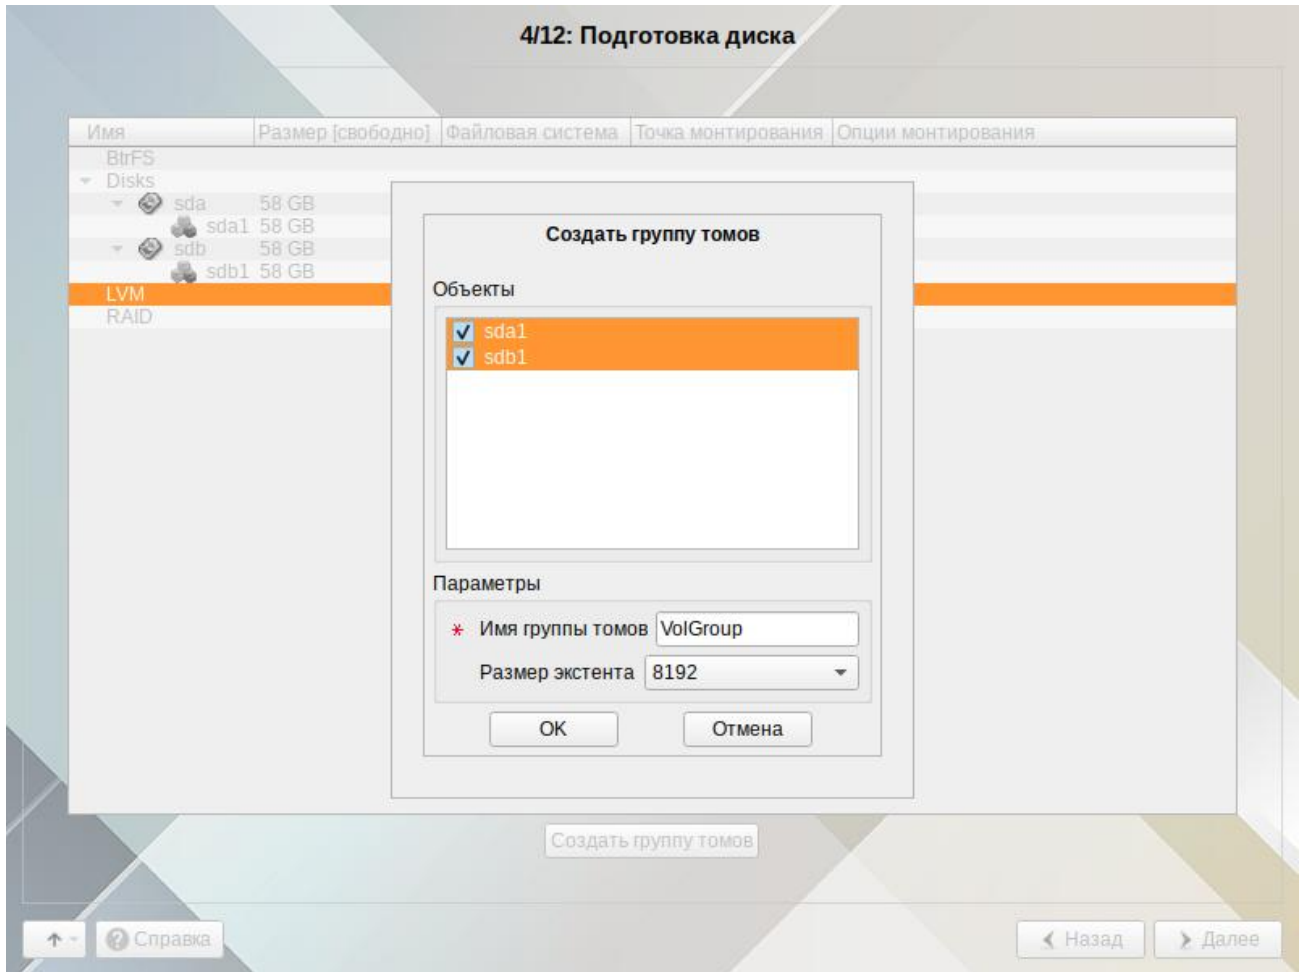 4/12: Подготовка диска
Имя Размер [свободно] Файловая система Точка монтирования Опции монтирования
BtrFS
Disks
sda 58 GB
sda1 58 GB
sdb 58 GB
sdb1 58 GB
LVM
RAID
Создать группу томов
Объекты
sda1
sdb1
Параметры
* Имя группы томов VolGroup
Размер экстента 8192
OK Отмена
Создать группу томов
Справка Назад Далее